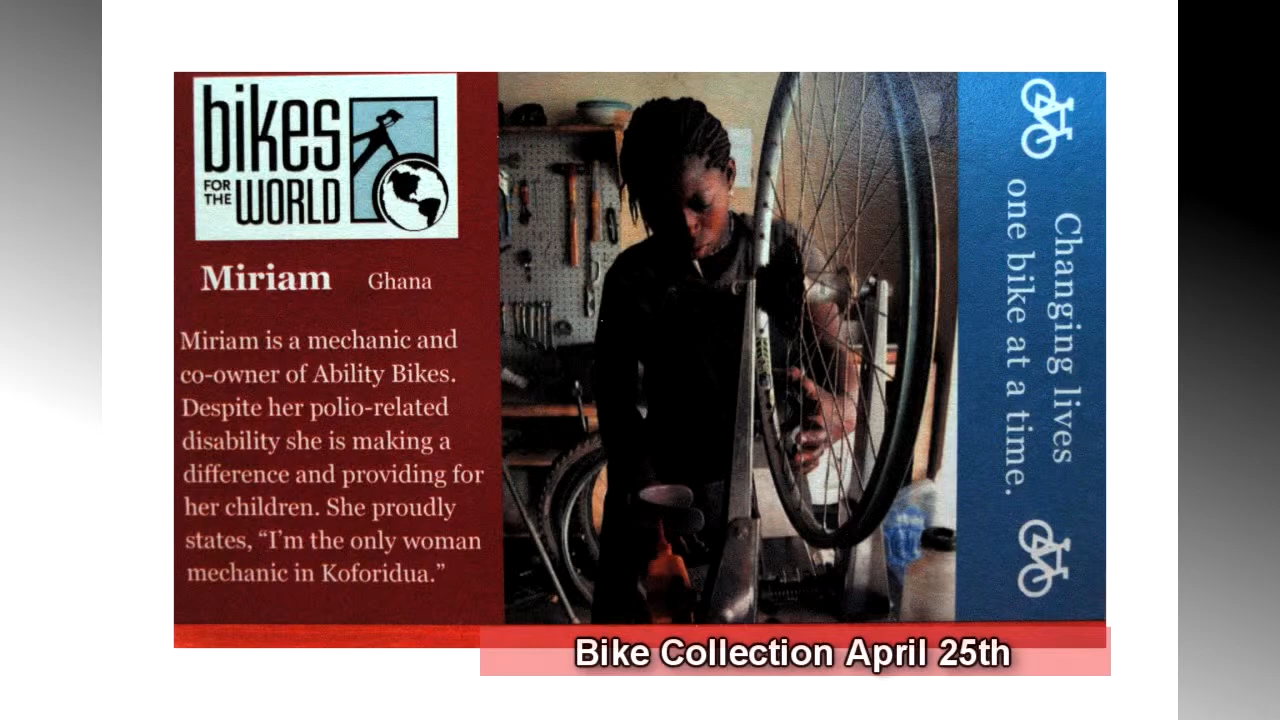 bikes
FOR
THE
WORLD
Miriam Ghana
Miriam is a mechanic and
co-owner of Ability Bikes.
Despite her polio-related
disability she is making a
difference and providing for
her children. She proudly
states, “I’m the only woman
mechanic in Koforidua.”
Changing lives
one bike at a time.
Bike Collection April 25th